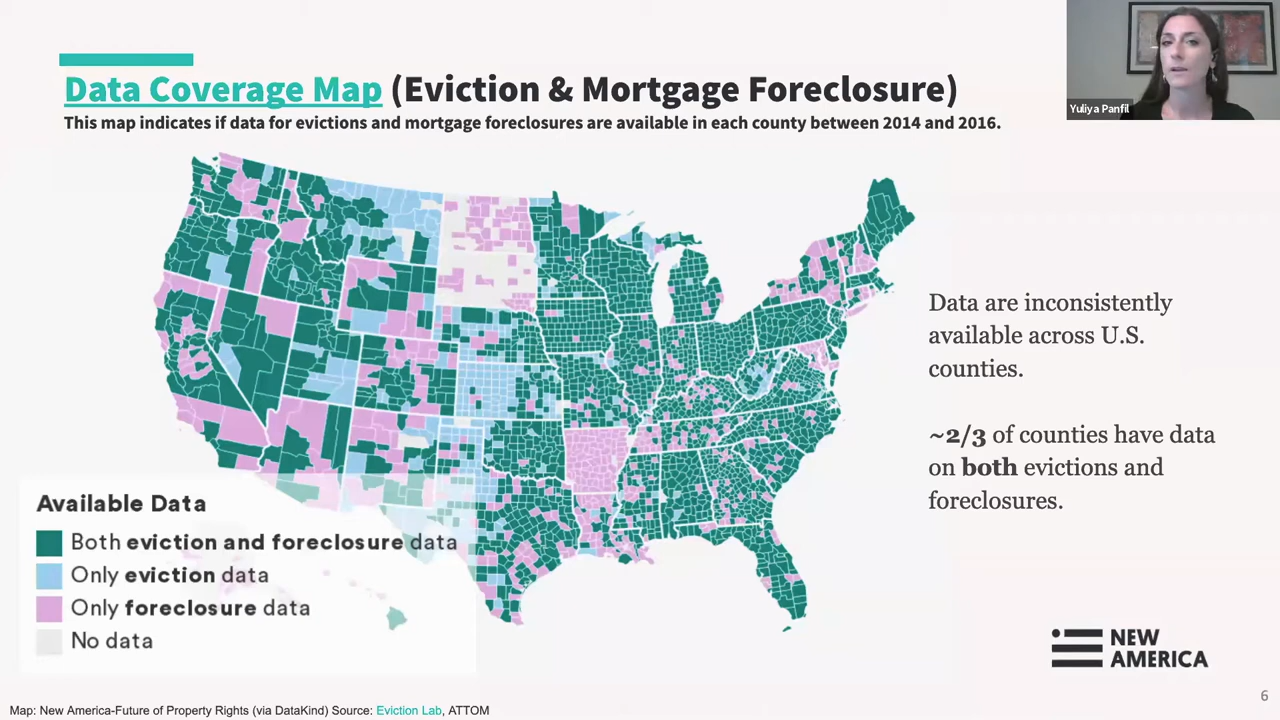 Yuliya Panfil
Data Coverage Map (Eviction & Mortgage Foreclosure)
This map indicates if data for evictions and mortgage foreclosures are available in each county between 2014 and 2016.
Data are inconsistently
available across U.S.
counties.
~2/3 of counties have data
on both evictions and
foreclosures.
Available Data
Both eviction and foreclosure data
Only eviction data
Only foreclosure data
No data
NEW
AMERICA
6
Map: New America-Future of Property Rights (via DataKind) Source: Eviction Lab, ATTOM